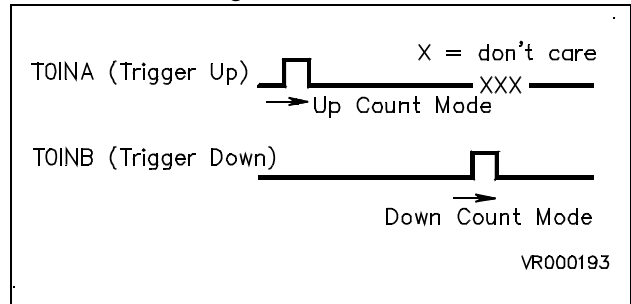 X = don't care
T0INA (Trigger Up)
XXX
Up Count Mode
T0INB (Trigger Down)
Down Count Mode
VR000193